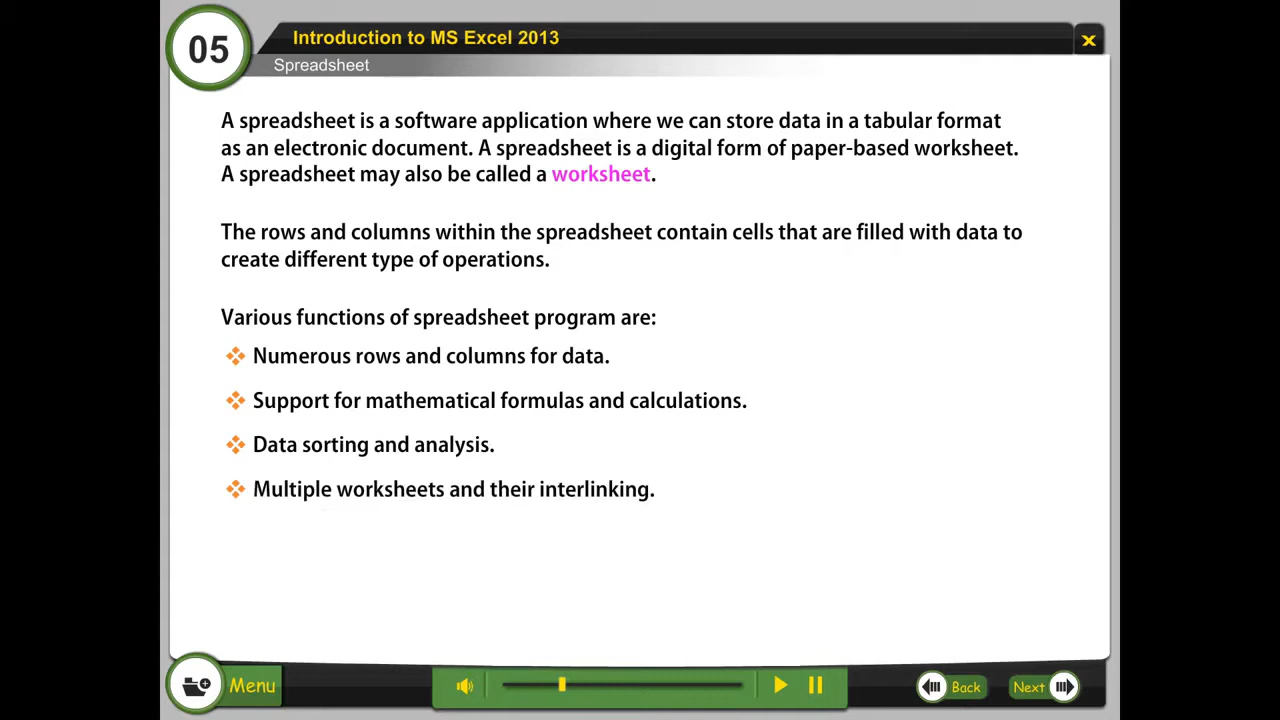 05
Introduction to MS Excel 2013
X
Spreadsheet
A spreadsheet is a software application where we can store data in a tabular format
as an electronic document. A spreadsheet is a digital form of paper-based worksheet.
A spreadsheet may also be called a worksheet.
The rows and columns within the spreadsheet contain cells that are filled with data to
create different type of operations.
Various functions of spreadsheet program are:
Numerous rows and columns for data.
Support for mathematical formulas and calculations.
Data sorting and analysis.
Multiple worksheets and their interlinking.
Menu
Back
Next